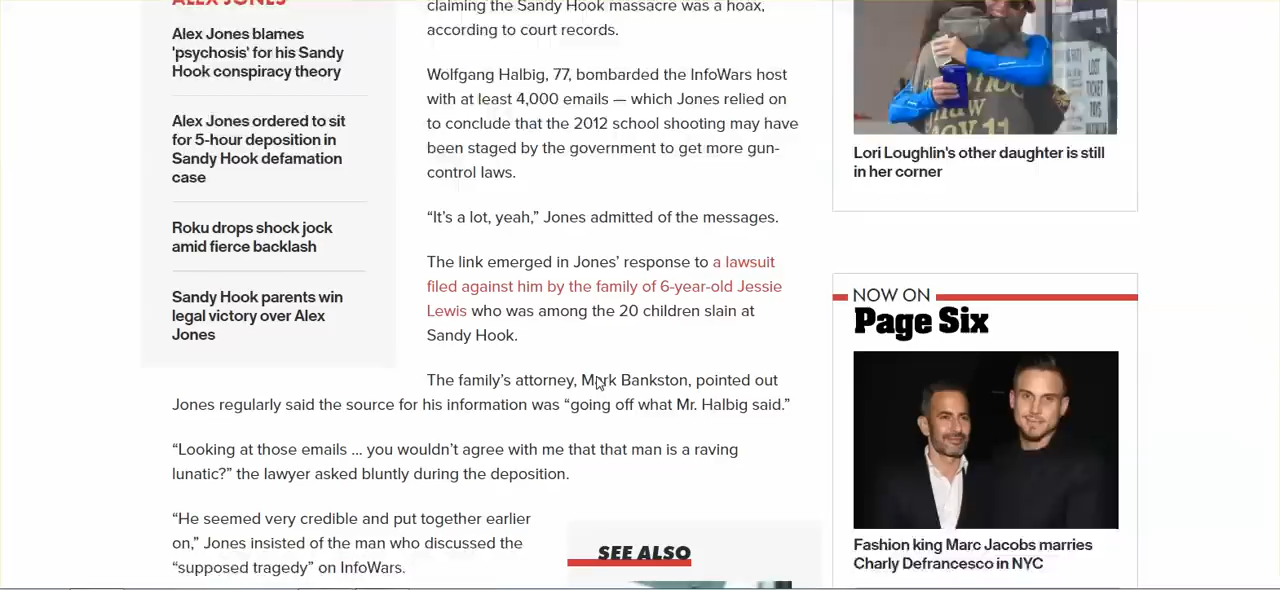 ALEX JONES
Alex Jones blames
'psychosis' for his Sandy
Hook conspiracy theory
Alex Jones ordered to sit
for 5-hour deposition in
Sandy Hook defamation
case
Roku drops shock jock
amid fierce backlash
Sandy Hook parents win
legal victory over Alex
Jones
claiming the Sandy Hook massacre was a hoax,
according to court records.
Wolfgang Halbig, 77, bombarded the InfoWars host
with at least 4,000 emails — which Jones relied on
to conclude that the 2012 school shooting may have
been staged by the government to get more gun-
control laws.
“It’s a lot, yeah,” Jones admitted of the messages.
The link emerged in Jones’ response to a lawsuit
filed against him by the family of 6-year-old Jessie
Lewis who was among the 20 children slain at
Sandy Hook.
The family’s attorney, Mark Bankston, pointed out
Jones regularly said the source for his information was “going off what Mr. Halbig said.”
“Looking at those emails … you wouldn’t agree with me that that man is a raving
lunatic?” the lawyer asked bluntly during the deposition.
“He seemed very credible and put together earlier
on,” Jones insisted of the man who discussed the
“supposed tragedy” on InfoWars.
SEE ALSO
LOST
TICKET
TOYS
Lori Loughlin's other daughter is still
in her corner
NOW ON
Page Six
Fashion king Marc Jacobs marries
Charly Defrancesco in NYC